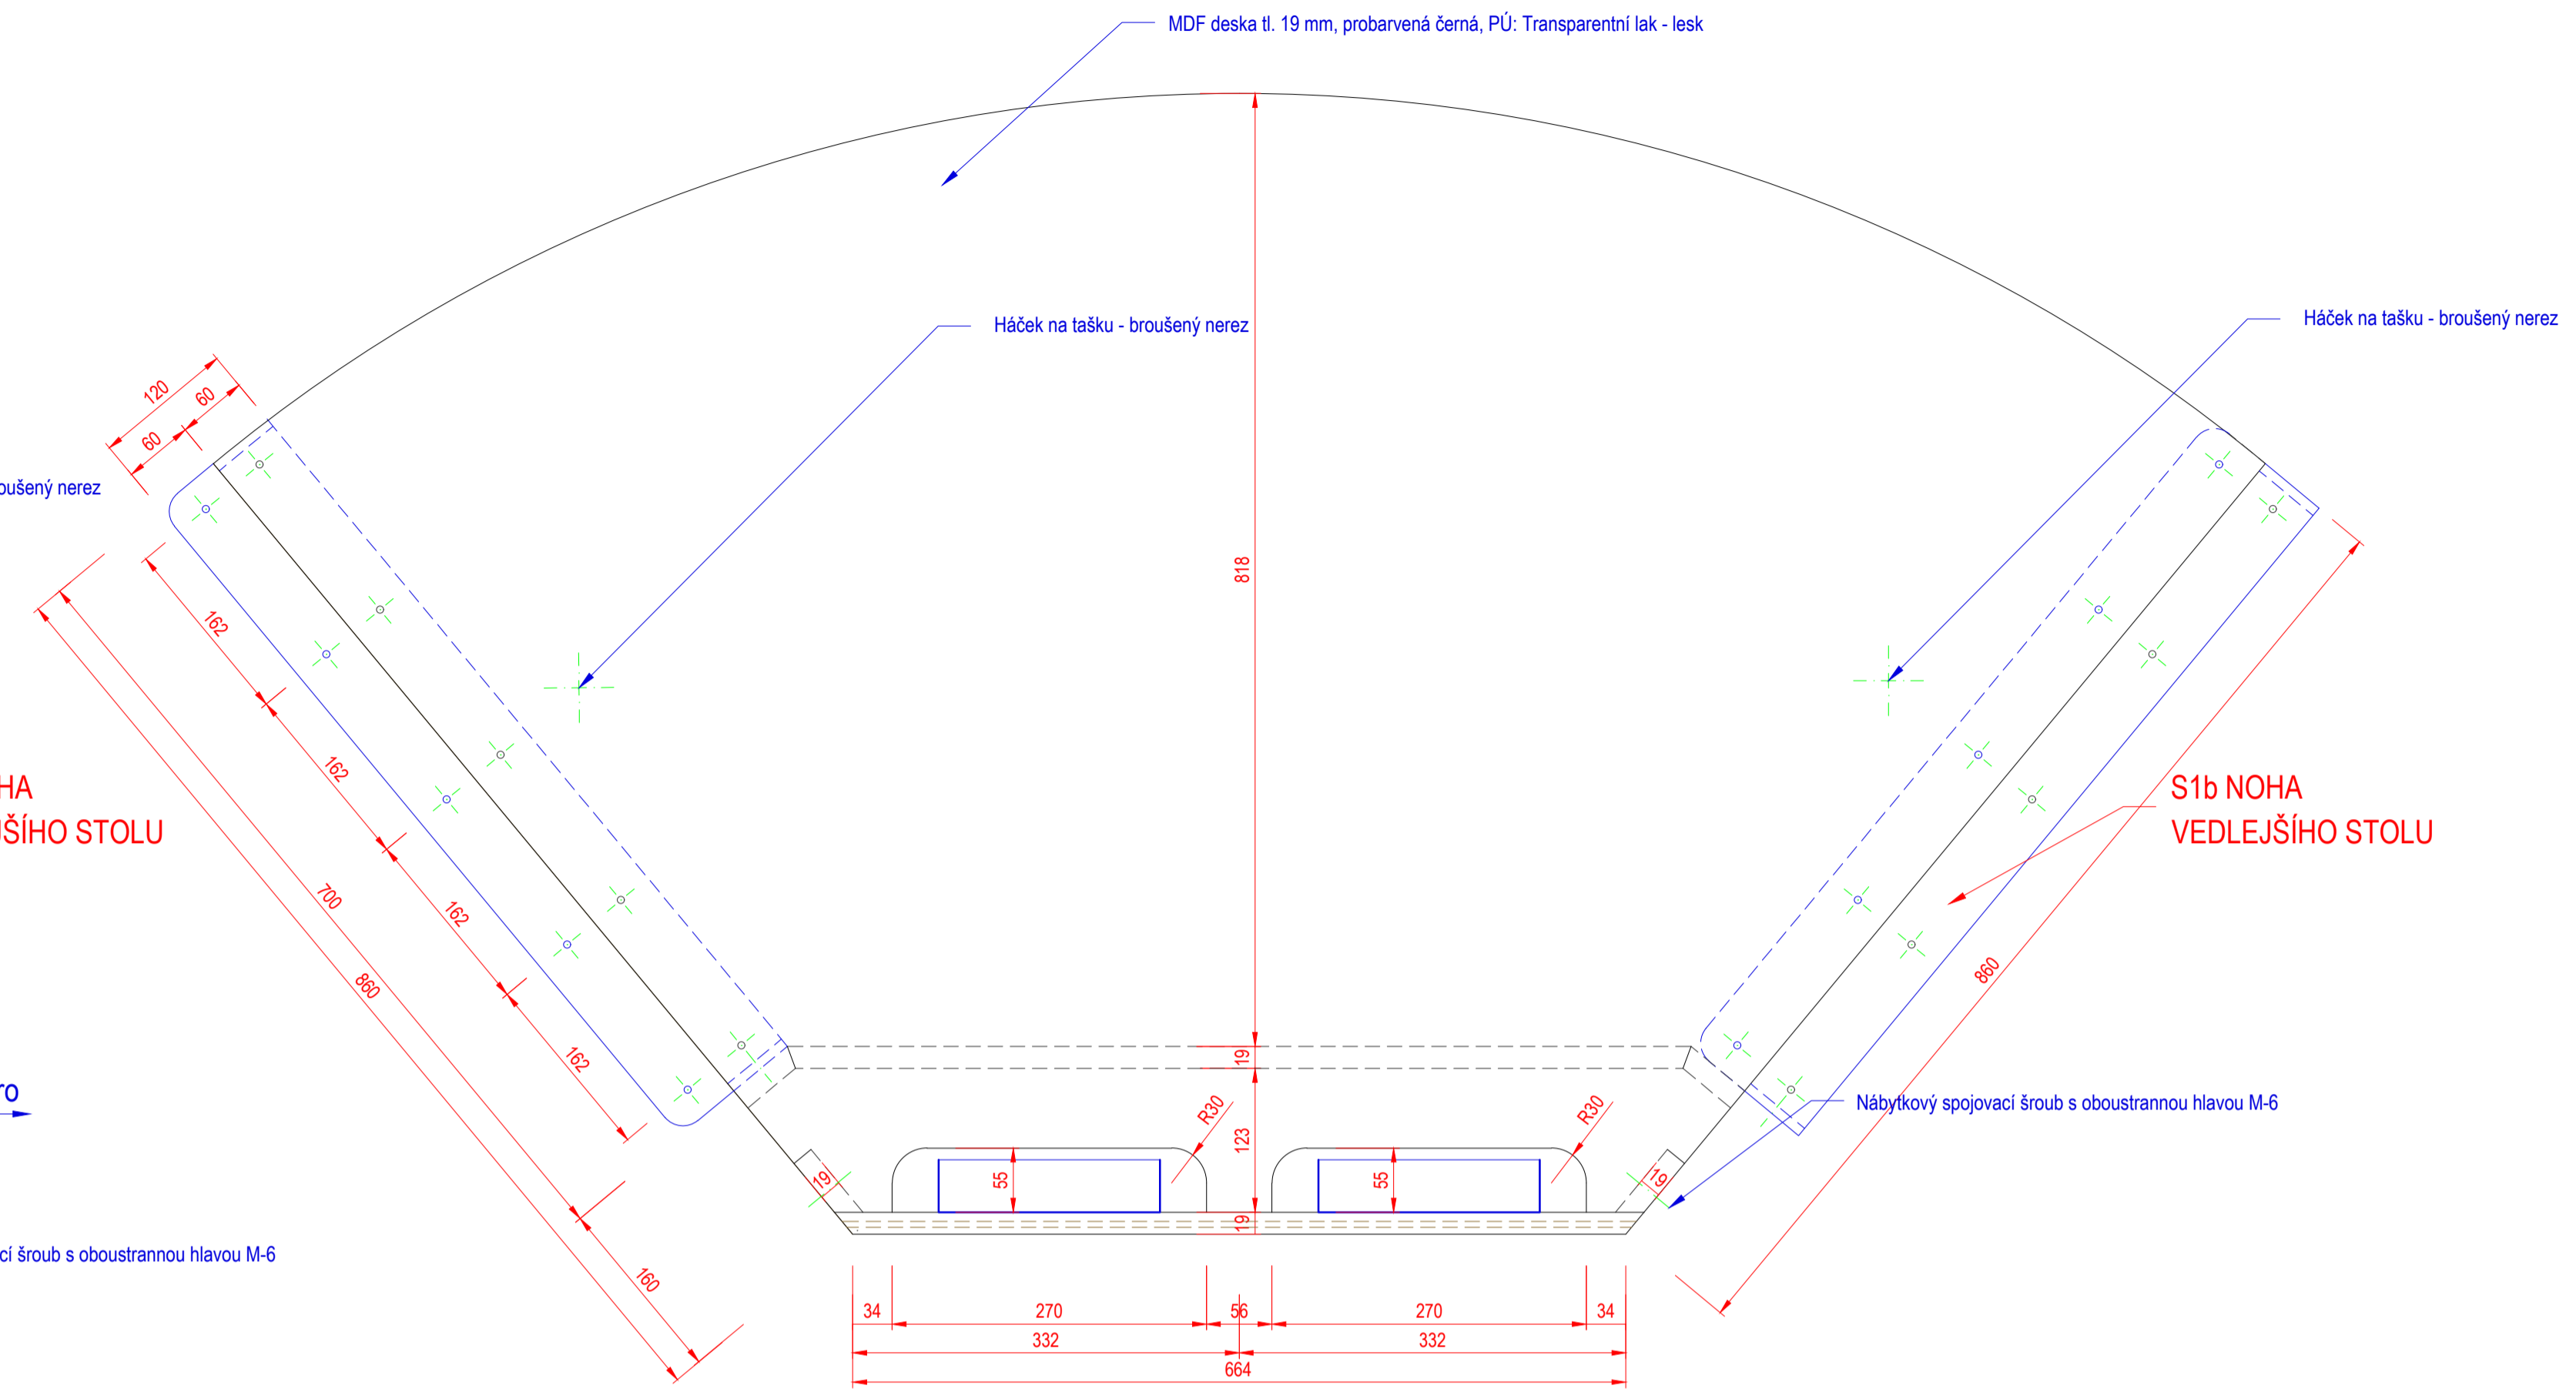 MDF deska tl. 19 mm, probarvená černá, PÚ: Transparentní lak - lesk
Háček na tašku - broušený nerez
Háček na tašku - broušený nerez
120
60
60
oušený nerez
818
162
162
162
162
700
860
860
HA
JŠÍHO STOLU
S1b NOHA
VEDLEJŠÍHO STOLU
ro
Nábytkový spojovací šroub s oboustrannou hlavou M-6
19
123
R30
R30
55
55
19
19
19
cí šroub s oboustrannou hlavou M-6
160
34
270
56
270
34
332
332
664